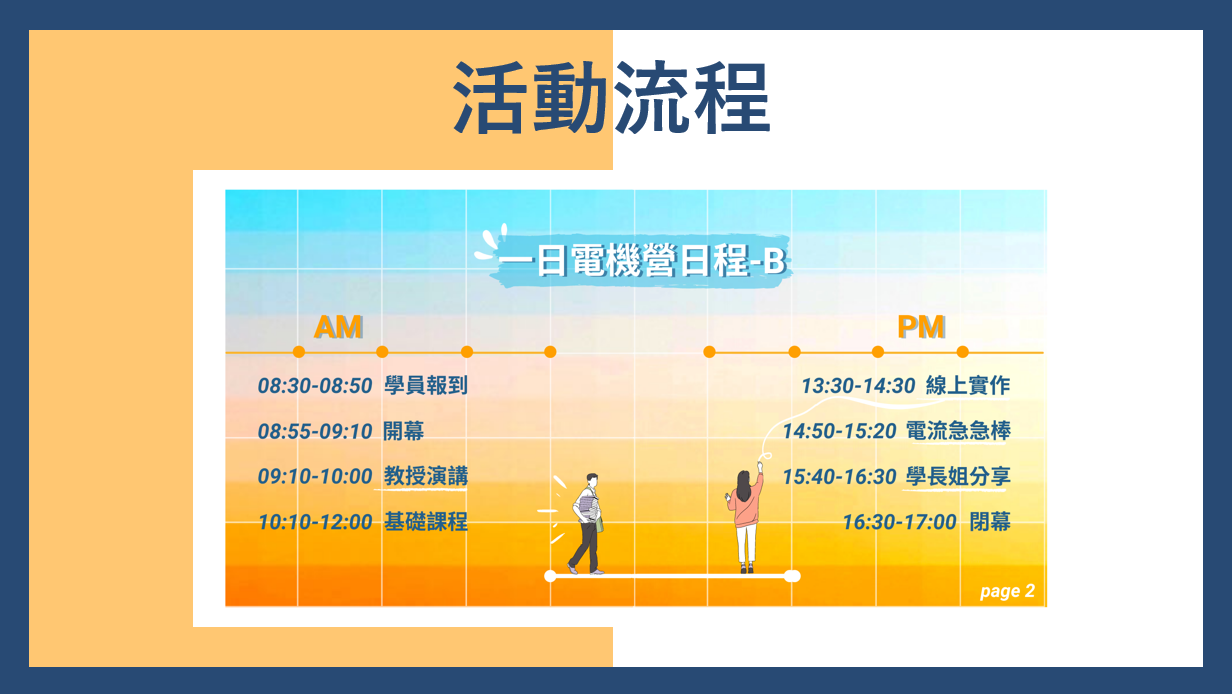 活動流程
一日電機營日程-B
AM
08:30-08:50 學員報到
08:55-09:10 開幕
09:10-10:00 教授演講
10:10-12:00 基礎課程
PM
13:30-14:30 線上實作
14:50-15:20 電流急急棒
15:40-16:30 學長姐分享
16:30-17:00 閉幕
page 2